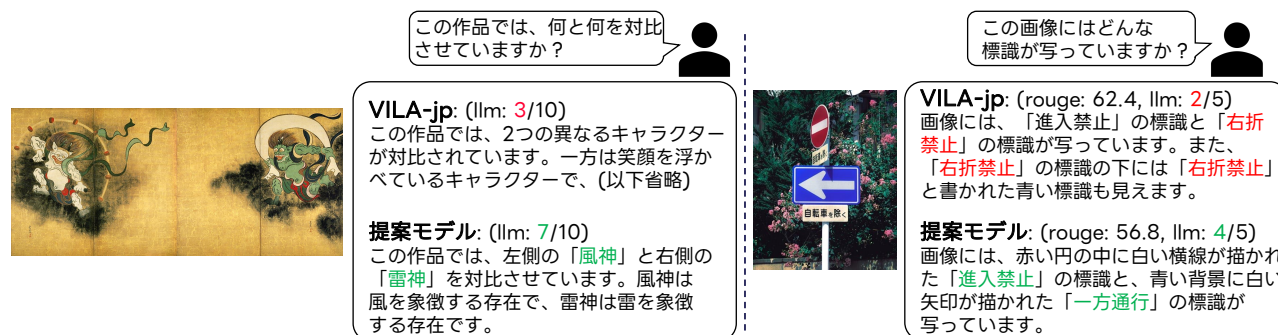 この作品では、何と何を対比
させていますか？
VILA-jp: (llm: 3/10)
この作品では、2つの異なるキャラクター
が対比されています。一方は笑顔を浮か
べているキャラクターで、(以下省略)
提案モデル: (llm: 7/10)
この作品では、左側の「風神」と右側の
「雷神」を対比させています。風神は
風を象徴する存在で、雷神は雷を象徴
する存在です。
この画像にはどんな
標識が写っていますか？
自転車を除く
VILA-jp: (rouge: 62.4, llm: 2/5)
画像には、「進入禁止」の標識と「右折
禁止」の標識が写っています。また、
「右折禁止」の標識の下には「右折禁止」
と書かれた青い標識も見えます。
提案モデル: (rouge: 56.8, llm: 4/5)
画像には、赤い円の中に白い横線が描かれ
た「進入禁止」の標識と、青い背景に白い
矢印が描かれた「一方通行」の標識が
写っています。